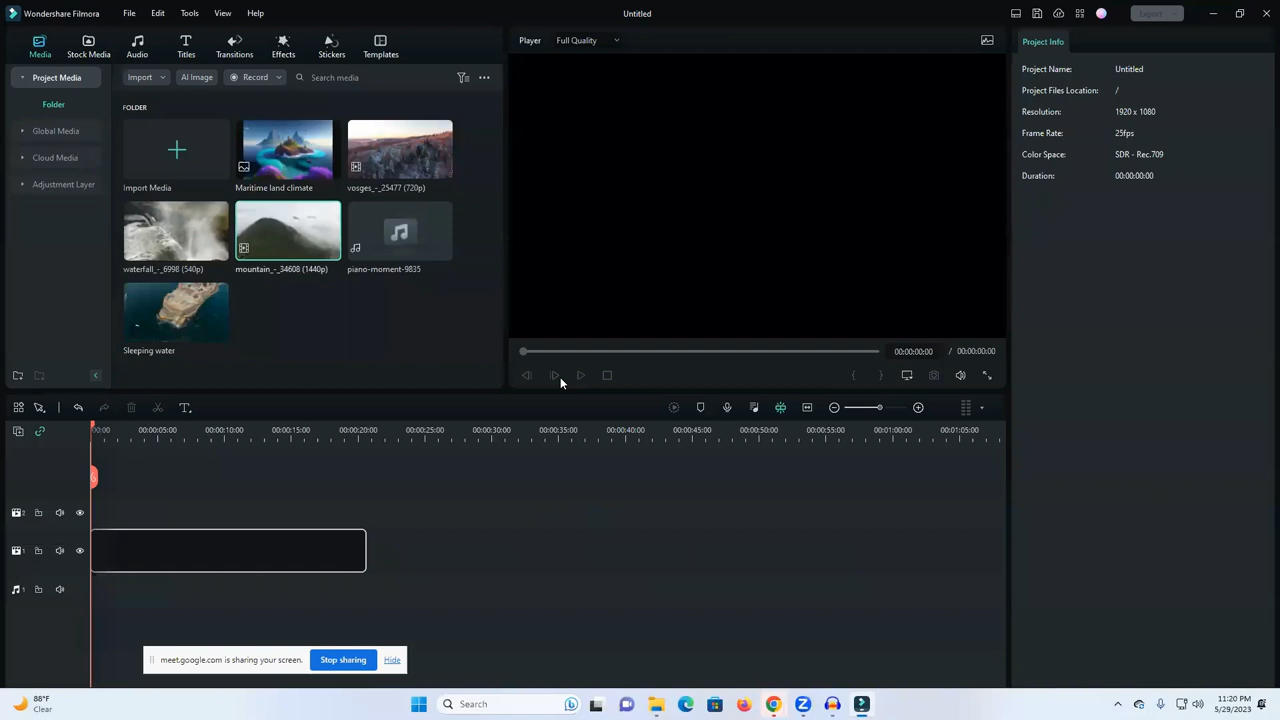 Wondershare Filmora File Edit Tools View Help Untitled Export
Media Stock Media Audio Titles Transitions Effects Stickers Templates
Player Full Quality
Project Info
Project Media
Import AI Image Record Search media
Folder
Global Media
Cloud Media
Adjustment Layer
FOLDER
Import Media Maritime land climate vosges_-_25477 (720p)
waterfall_-_6998 (540p) mountain_-_34608 (1440p) piano-moment-9835
Sleeping water
00:00:00:00 / 00:00:00:00
Project Name: Untitled
Project Files Location: /
Resolution: 1920 x 1080
Frame Rate: 25fps
Color Space: SDR - Rec.709
Duration: 00:00:00:00
00:00 00:00:05:00 00:00:10:00 00:00:15:00 00:00:20:00 00:00:25:00 00:00:30:00 00:00:35:00 00:00:40:00 00:00:45:00 00:00:50:00 00:00:55:00 00:01:00:00 00:01:05:00
2
1
1
meet.google.com is sharing your screen. Stop sharing Hide
88°F
Clear
Search
11:20 PM
5/29/2023